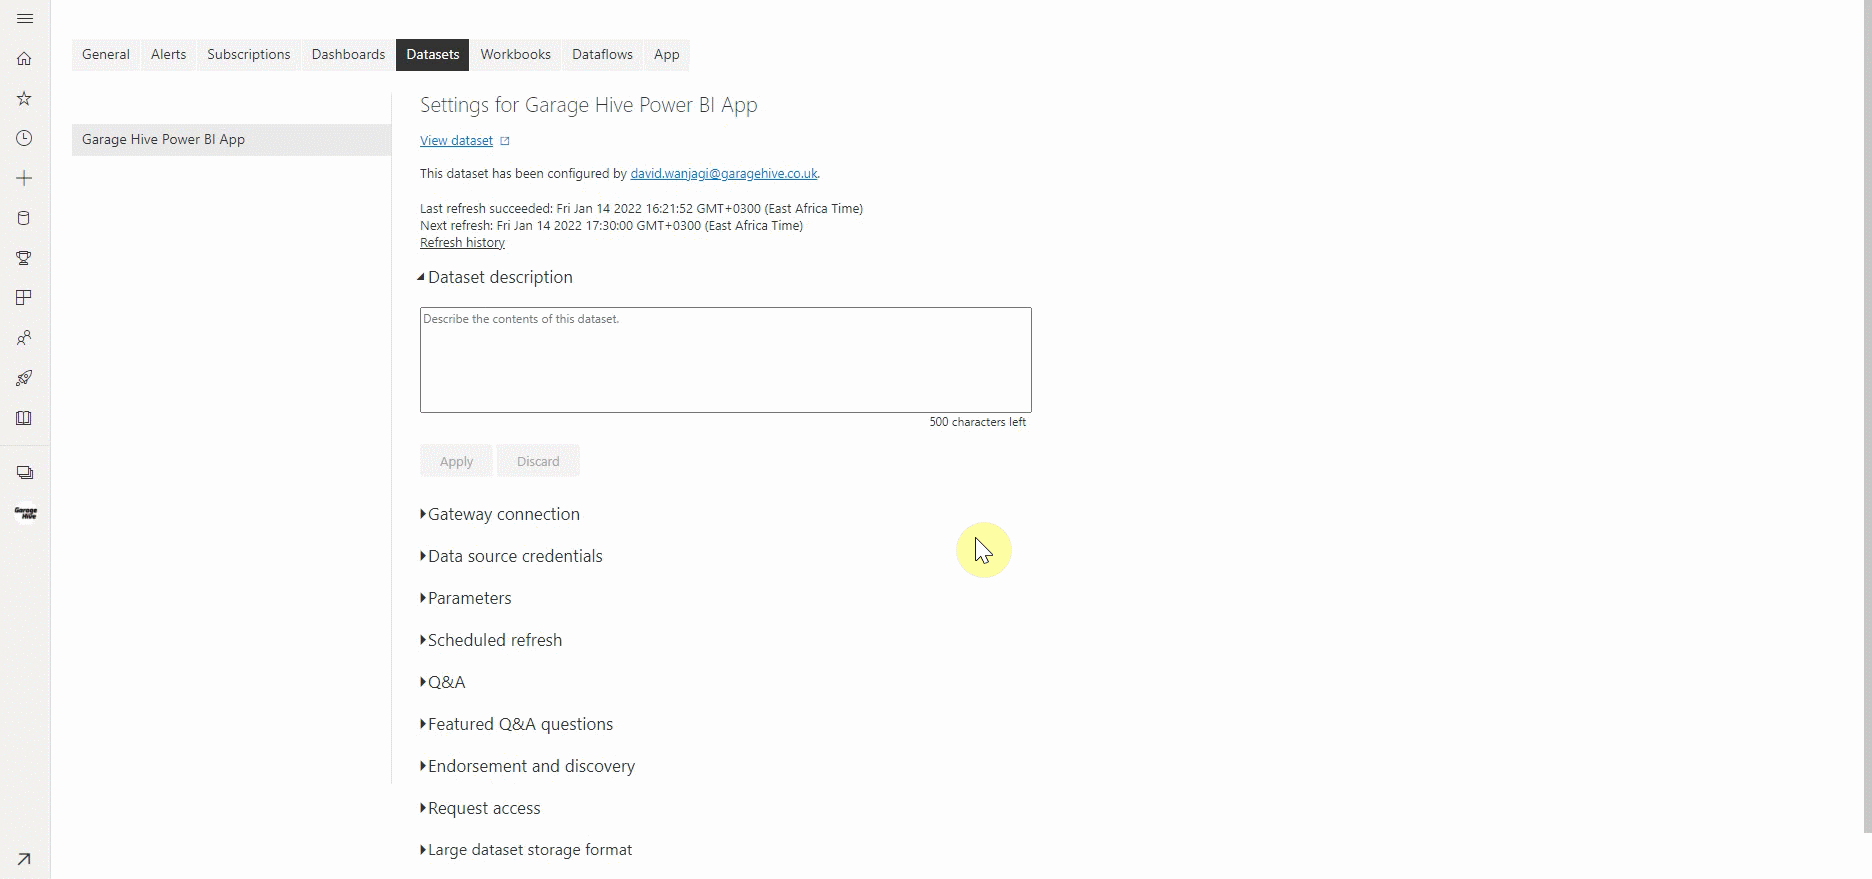 General Alerts Subscriptions Dashboards Datasets Workbooks Dataflows App
Garage Hive Power BI App
Settings for Garage Hive Power BI App
View dataset
This dataset has been configured by david.wanjagi@garagehive.co.uk.
Last refresh succeeded: Fri Jan 14 2022 16:21:52 GMT+0300 (East Africa Time)
Next refresh: Fri Jan 14 2022 17:30:00 GMT+0300 (East Africa Time)
Refresh history
Dataset description
Describe the contents of this dataset.
500 characters left
Apply Discard
Gateway connection
Data source credentials
Parameters
Scheduled refresh
Q&A
Featured Q&A questions
Endorsement and discovery
Request access
Large dataset storage format
Garage
Hive